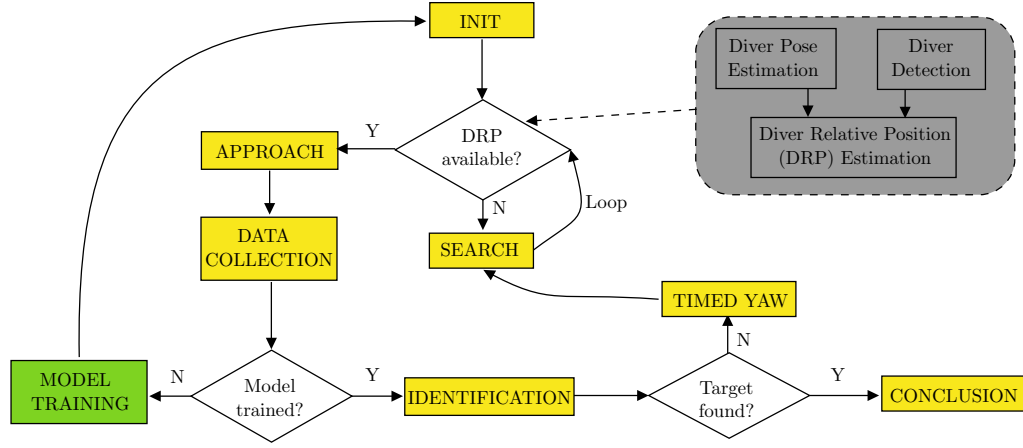 INIT
Diver Pose
Estimation
Diver
Detection
Diver Relative Position
(DRP) Estimation
DRP
available?
Y
APPROACH
N
Loop
DATA
COLLECTION
SEARCH
TIMED YAW
N
MODEL
TRAINING
N
Model
trained?
Y
IDENTIFICATION
Target
found?
Y
CONCLUSION